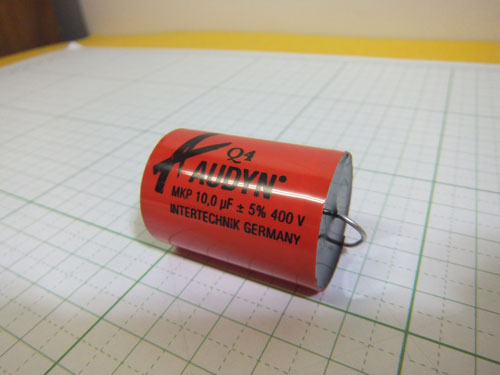 Q4
AUDYN
MKP 10,0 µF ± 5% 400 V
INTERTECHNIK GERMANY